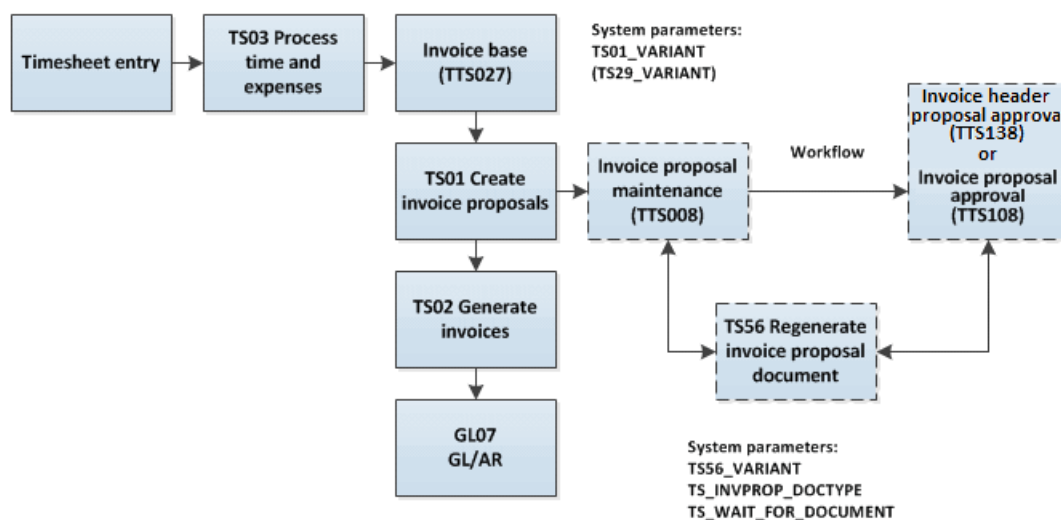 Timesheet entry
TS03 Process
time and
expenses
Invoice base
(TTS027)
System parameters:
TS01_VARIANT
(TS29_VARIANT)
TS01 Create
invoice proposals
Invoice proposal
maintenance
(TTS008)
Workflow
Invoice header
proposal approva
(TTS138)
or
Invoice proposal
approval
(TTS108)
TS02 Generate
invoices
TS56 Regenerate
invoice proposal
document
GL07
GL/AR
System parameters:
TS56_VARIANT
TS_INVPROP_DOCTYPE
TS_WAIT_FOR_DOCUMENT